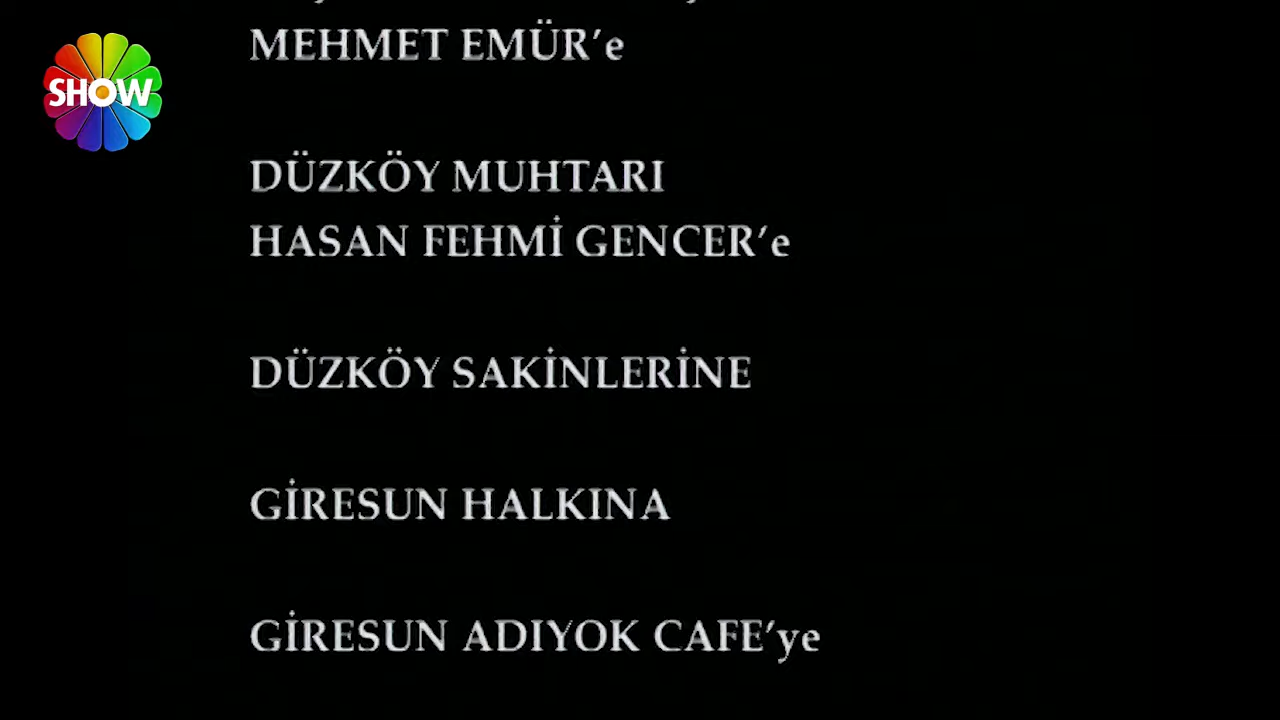 SHOW
MEHMET EMÜR’e
DÜZKÖY MUHTARI
HASAN FEHMİ GENCER’e
DÜZKÖY SAKİNLERİNE
GİRESUN HALKINA
GİRESUN ADIYOK CAFE’ye